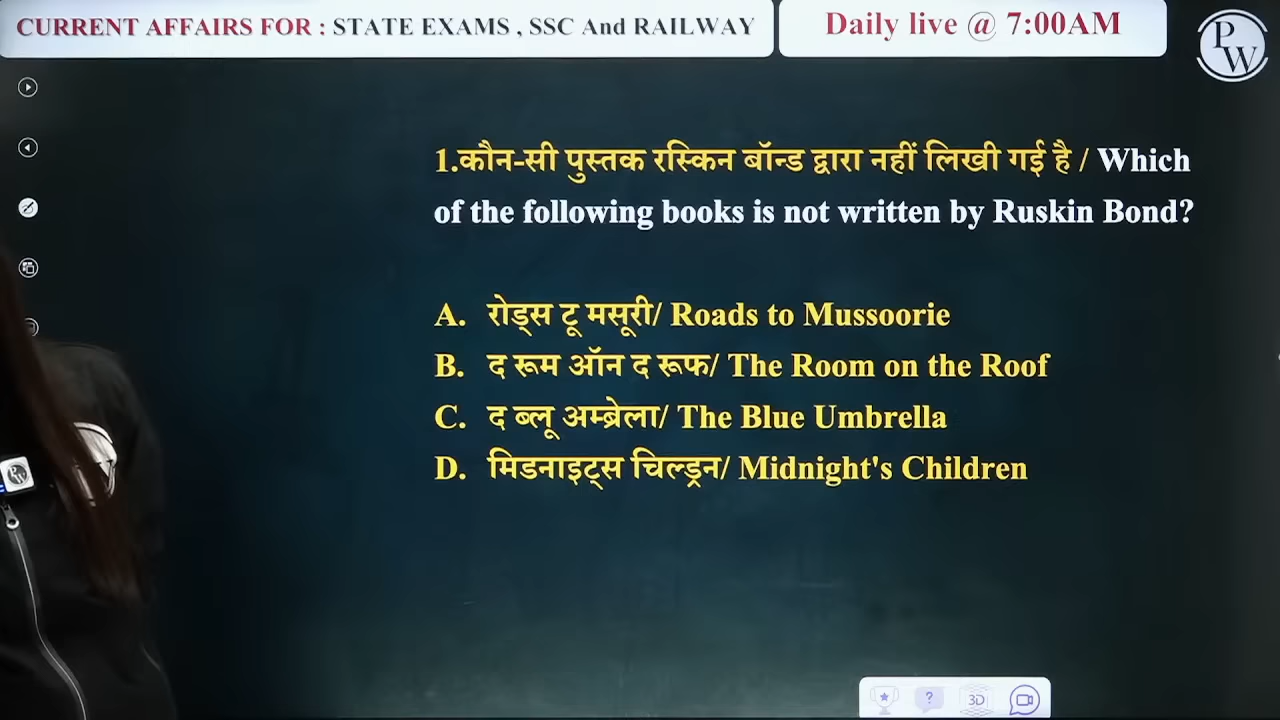 CURRENT AFFAIRS FOR : STATE EXAMS , SSC And RAILWAY
Daily live @ 7:00AM
PW
1.कौन-सी पुस्तक रस्किन बॉन्ड द्वारा नहीं लिखी गई है / Which
of the following books is not written by Ruskin Bond?
A. रोड्स टू मसूरी/ Roads to Mussoorie
B. द रूम ऑन द रूफ/ The Room on the Roof
C. द ब्लू अम्ब्रेला/ The Blue Umbrella
D. मिडनाइट्स चिल्ड्रन/ Midnight's Children
PW
? 3D